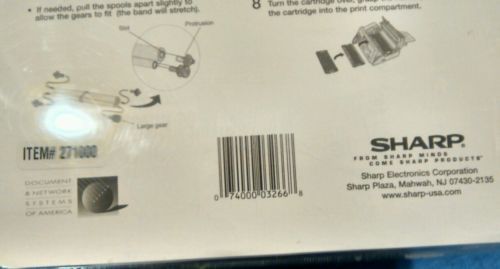 • If needed, pull the spools apart slightly to
allow the gears to fit (the band will stretch).
Slot
Protrusion
Large gear
8 Turn the cartridge over,
the cartridge into the print compartment.
ITEM# 271000
DOCUMENT
& NETWORK
SYSTEMS
OF AMERICA
0 74000 03266 8
SHARP
FROM SHARP MINDS
COME SHARP PRODUCTS
Sharp Electronics Corporation
Sharp Plaza, Mahwah, NJ 07430-2135
www.sharp-usa.com